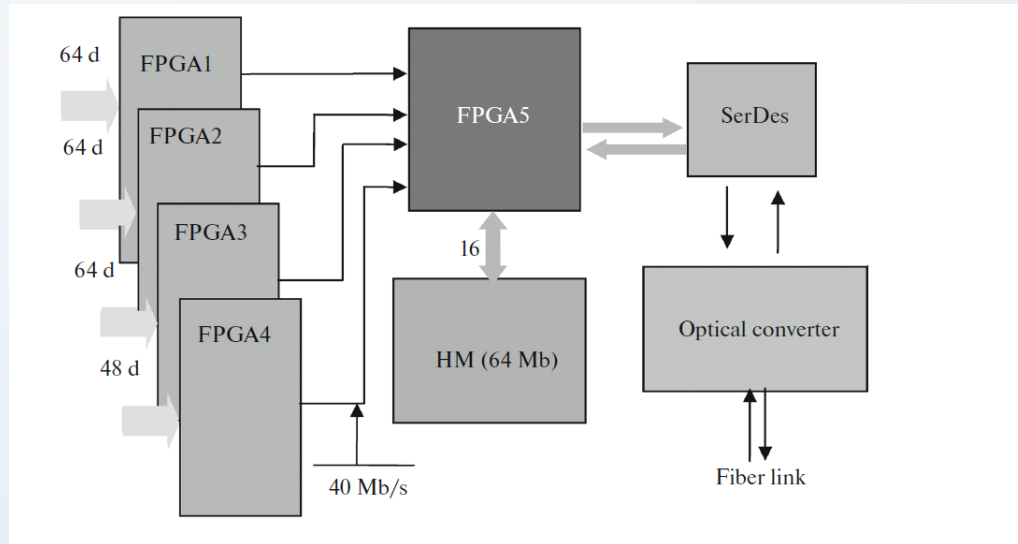 64 d
FPGA1
FPGA5
SerDes
64 d
FPGA2
64 d
FPGA3
16
48 d
FPGA4
HM (64 Mb)
Optical converter
40 Mb/s
Fiber link